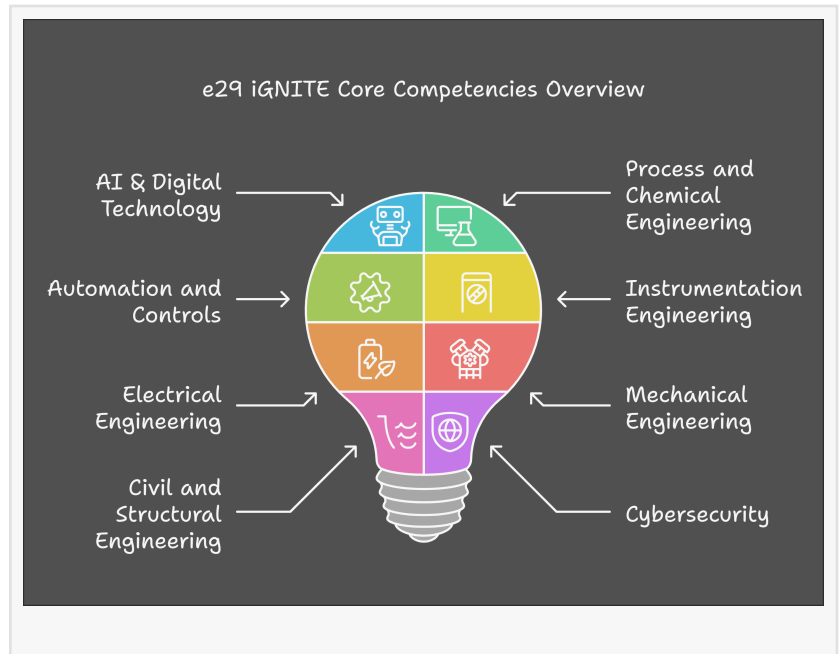 e29 iGNITE Core Competencies Overview
AI & Digital
Technology
Process and
Chemical
Engineering
Automation and
Controls
Instrumentation
Engineering
Electrical
Engineering
Mechanical
Engineering
Civil and
Structural
Engineering
Cybersecurity